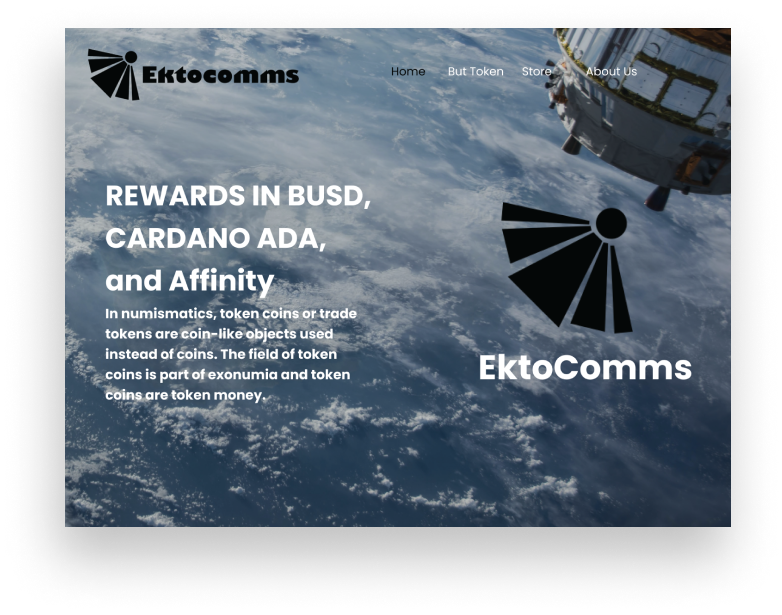 Ektocomms
Home But Token Store About Us
REWARDS IN BUSD,
CARDANO ADA,
and Affinity
In numismatics, token coins or trade
tokens are coin-like objects used
instead of coins. The field of token
coins is part of exonumia and token
coins are token money.
EktoComms